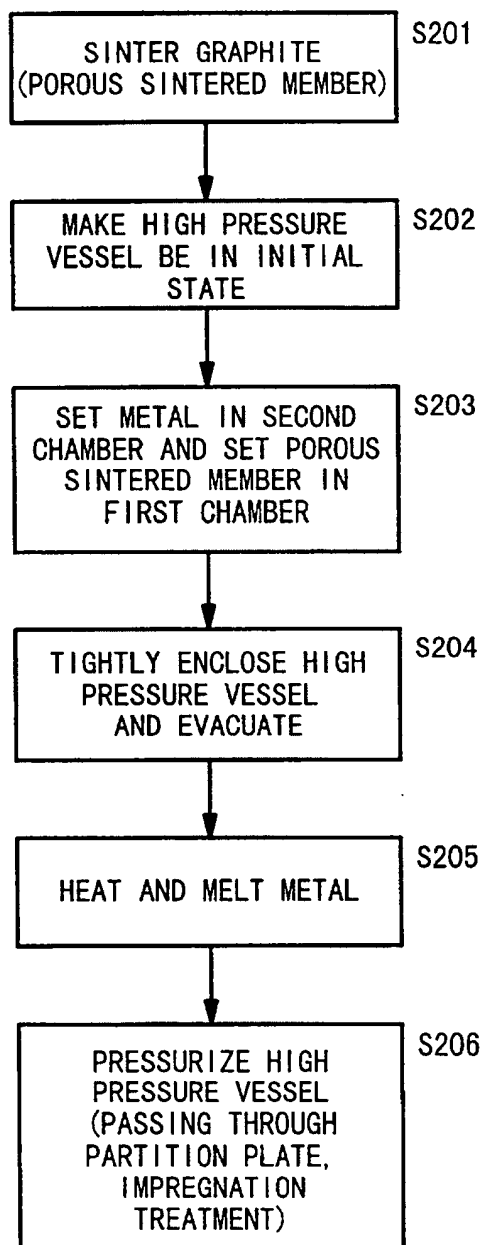 S201
SINTER GRAPHITE
(POROUS SINTERED MEMBER)
S202
MAKE HIGH PRESSURE
VESSEL BE IN INITIAL
STATE
S203
SET METAL IN SECOND
CHAMBER AND SET POROUS
SINTERED MEMBER IN
FIRST CHAMBER
S204
TIGHTLY ENCLOSE HIGH
PRESSURE VESSEL
AND EVACUATE
S205
HEAT AND MELT METAL
S206
PRESSURIZE HIGH
PRESSURE VESSEL
(PASSING THROUGH
PARTITION PLATE,
IMPREGNATION
TREATMENT)